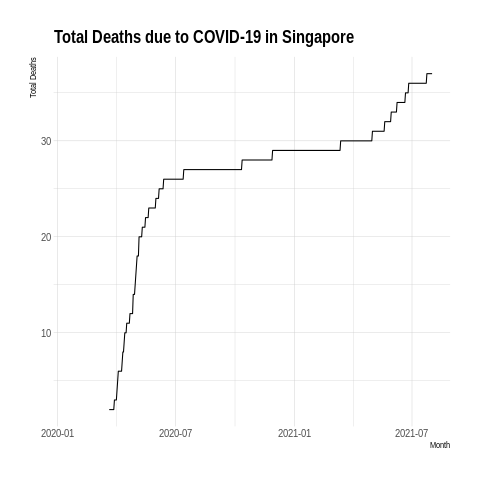 Total Deaths due to COVID-19 in Singapore
Total Deaths
30
20
10
2020-01 2020-07 2021-01 2021-07
Month